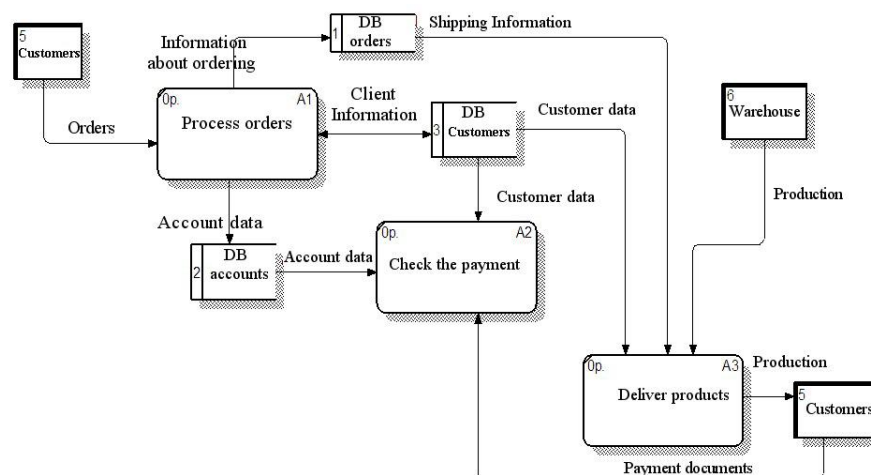 5
Customers
Information
about ordering
1
DB
orders
Shipping Information
0p.
A1
Process orders
Orders
Client
Information
3
DB
Customers
Customer data
6
Warehouse
Production
Account data
Customer data
2
DB
accounts
Account data
0p.
A2
Check the payment
0p.
A3
Deliver products
Production
5
Customers
Payment documents